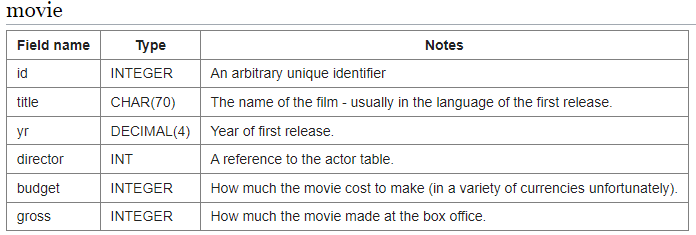 movie
Field name Type Notes
id INTEGER An arbitrary unique identifier
title CHAR(70) The name of the film - usually in the language of the first release.
yr DECIMAL(4) Year of first release.
director INT A reference to the actor table.
budget INTEGER How much the movie cost to make (in a variety of currencies unfortunately).
gross INTEGER How much the movie made at the box office.